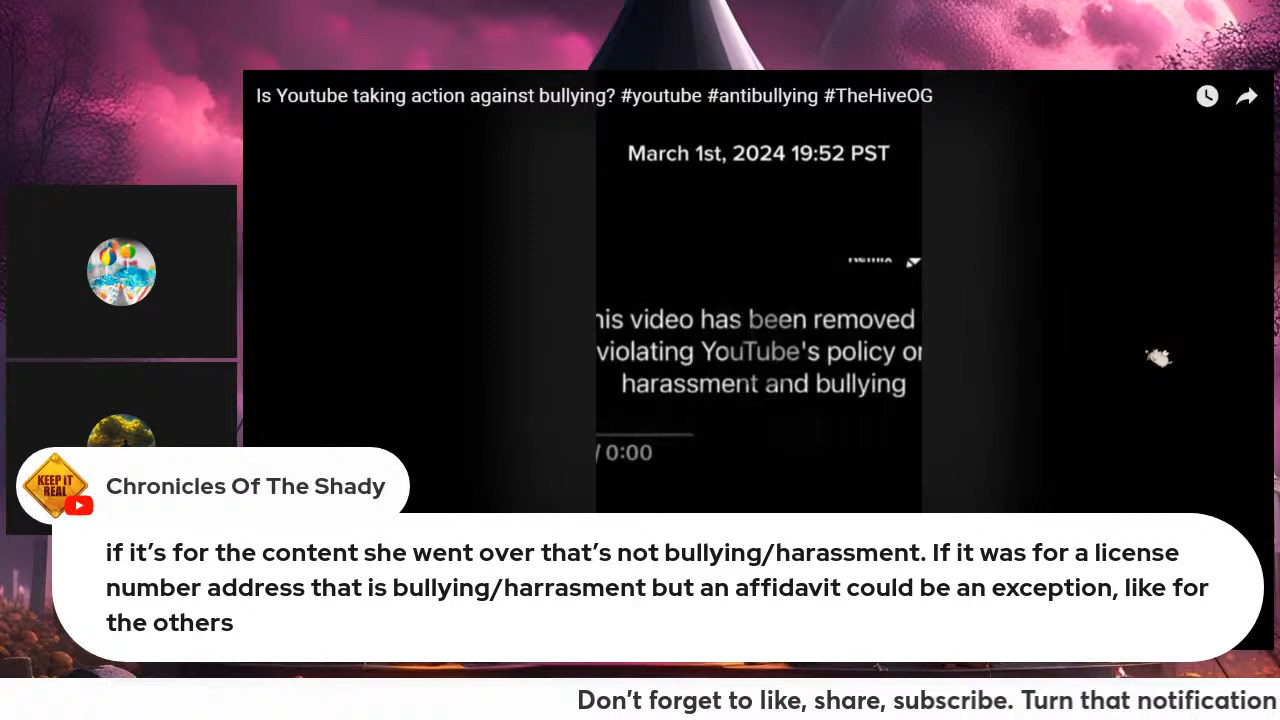 Is Youtube taking action against bullying? #youtube #antibullying #TheHiveOG
March 1st, 2024 19:52 PST
Remix
his video has been removed
violating YouTube's policy or
harassment and bullying
/ 0:00
KEEP iT
REAL
Chronicles Of The Shady
if it’s for the content she went over that’s not bullying/harassment. If it was for a license
number address that is bullying/harrasment but an affidavit could be an exception, like for
the others
Don’t forget to like, share, subscribe. Turn that notification